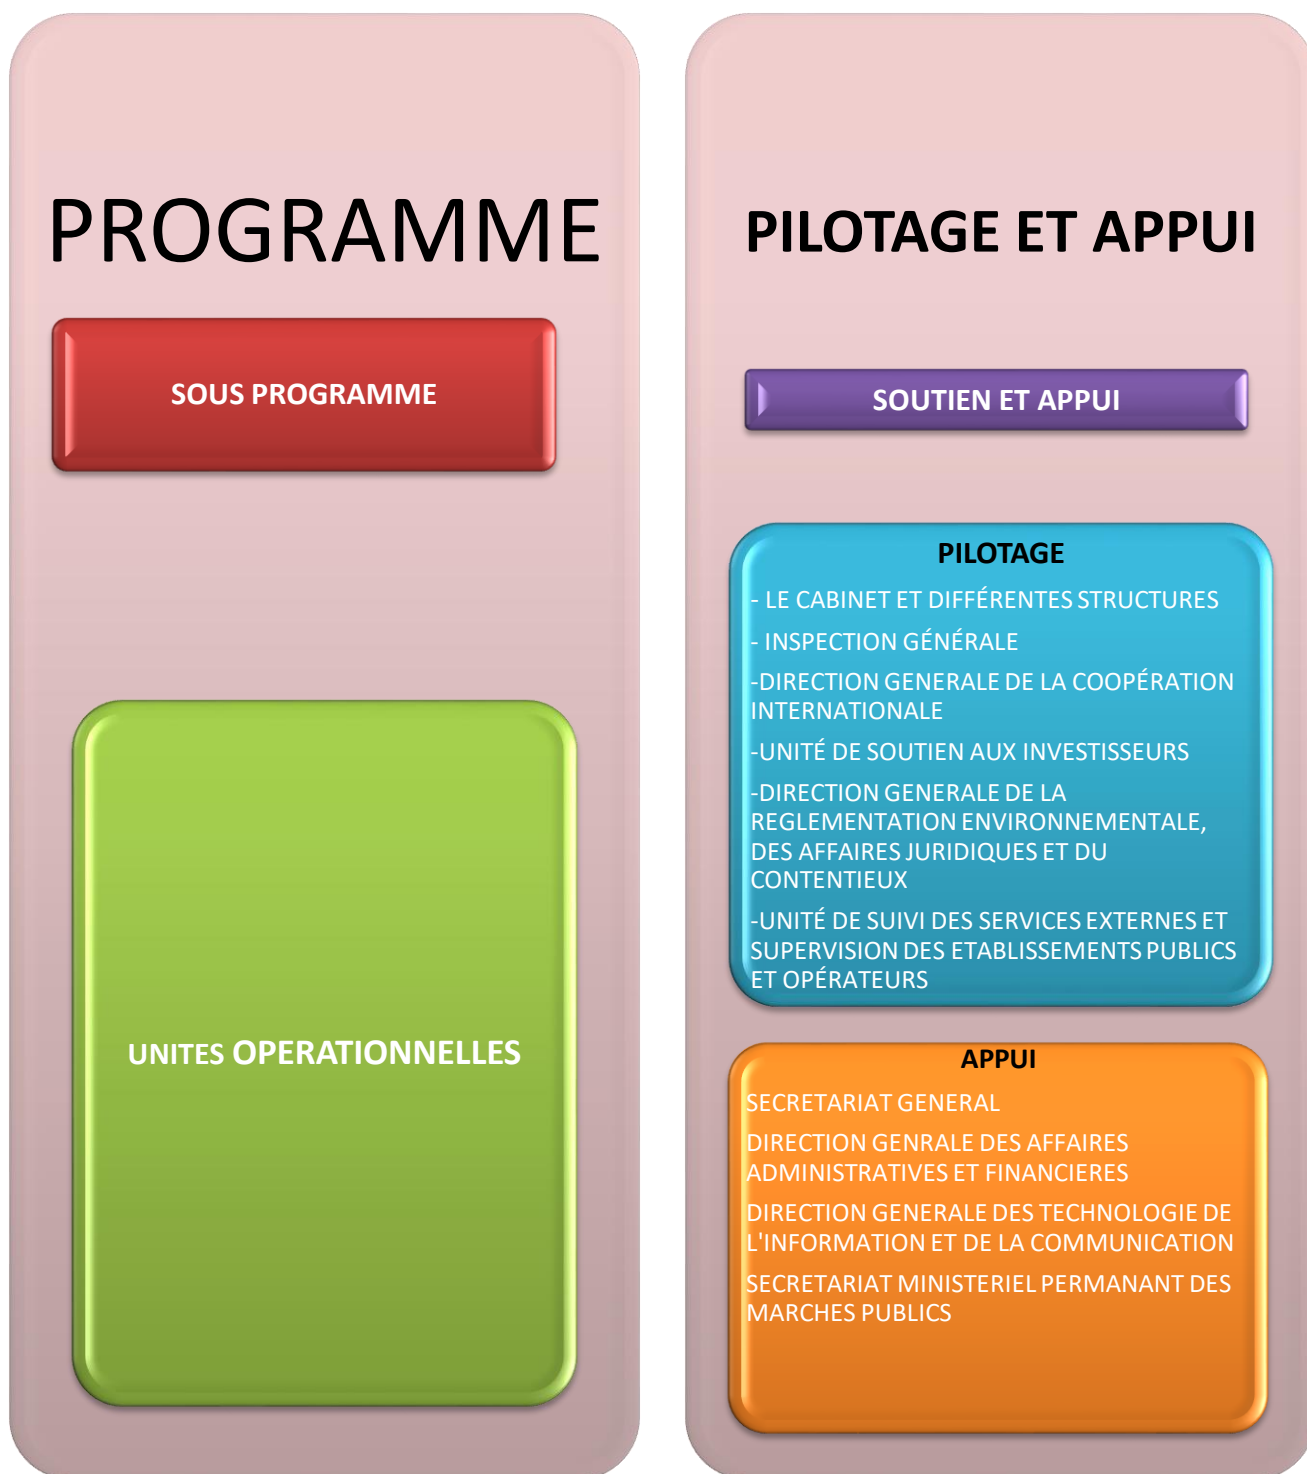 PROGRAMME
SOUS PROGRAMME
UNITES OPERATIONNELLES
PILOTAGE ET APPUI
SOUTIEN ET APPUI
PILOTAGE
- LE CABINET ET DIFFÉRENTES STRUCTURES
- INSPECTION GÉNÉRALE
-DIRECTION GENERALE DE LA COOPÉRATION
INTERNATIONALE
-UNITÉ DE SOUTIEN AUX INVESTISSEURS
-DIRECTION GENERALE DE LA
REGLEMENTATION ENVIRONNEMENTALE,
DES AFFAIRES JURIDIQUES ET DU
CONTENTIEUX
-UNITÉ DE SUIVI DES SERVICES EXTERNES ET
SUPERVISION DES ETABLISSEMENTS PUBLICS
ET OPÉRATEURS
APPUI
SECRETARIAT GENERAL
DIRECTION GENRALE DES AFFAIRES
ADMINISTRATIVES ET FINANCIERES
DIRECTION GENERALE DES TECHNOLOGIE DE
L'INFORMATION ET DE LA COMMUNICATION
SECRETARIAT MINISTERIEL PERMANANT DES
MARCHES PUBLICS